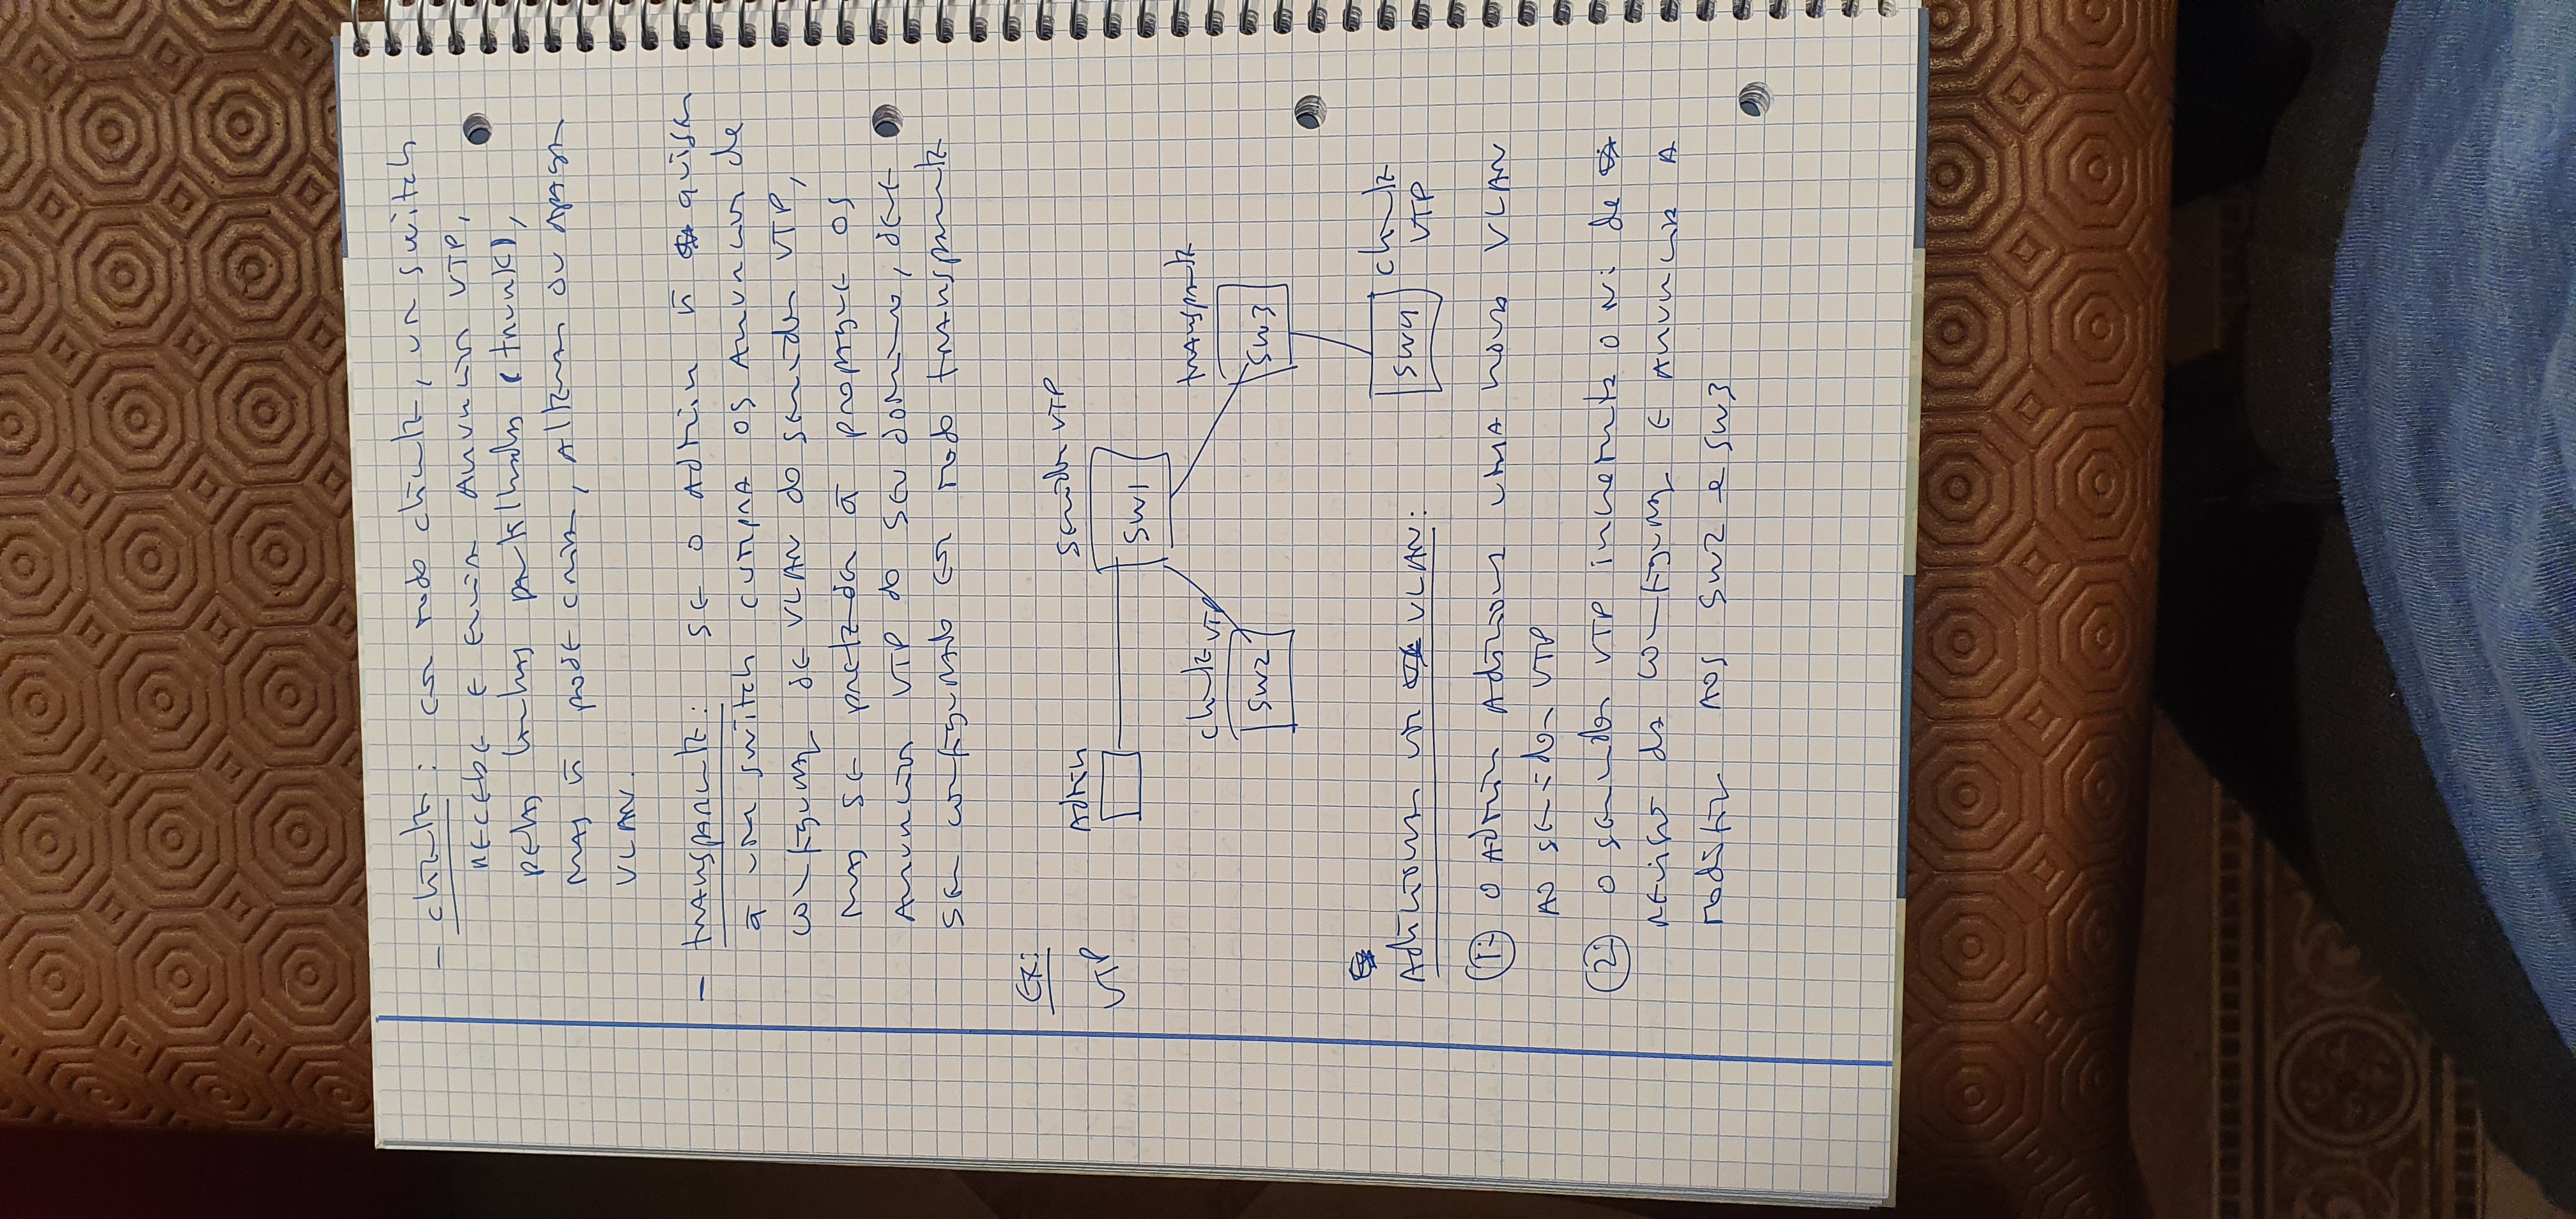 - cliente: em modo cliente, um switch
recebe e envia anuncios VTP,
pelas linhas partilhadas (trunk),
mas ñ pode criar, alterar ou apagar
VLAN.
- transparente: se o admin ñ quiser
q̃ um switch cumpra os anuncios de
configuraç de VLAN do servidor VTP,
mas se pretenda q̃ propague os
anuncios VTP do seu dominio, deve
ser configurado em modo transparente
Ex:
Servidor VTP
Admin
VTP
SW1
transparente
cliente VTP
SW2
SW3
cliente
SW4
VTP
Adicionar um VLAN:
1: o admin adiciona uma nova VLAN
ao servidor VTP
2: o servidor VTP incrementa o nº de
revisão da configuraç e anuncia a
modific aos SW2 e SW3